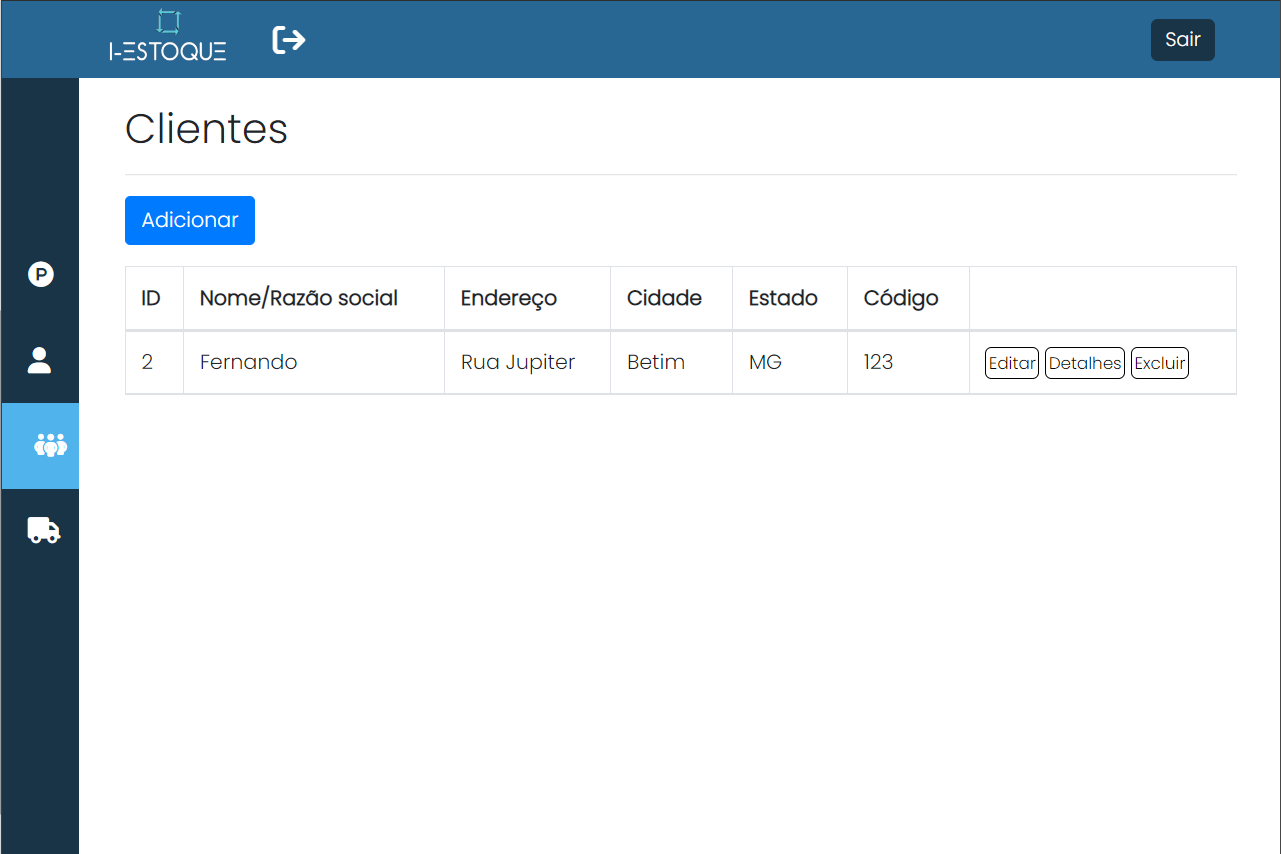 I-ESTOQUE
Sair
Clientes
Adicionar
ID Nome/Razão social Endereço Cidade Estado Código
2 Fernando Rua Jupiter Betim MG 123 Editar Detalhes Excluir
P